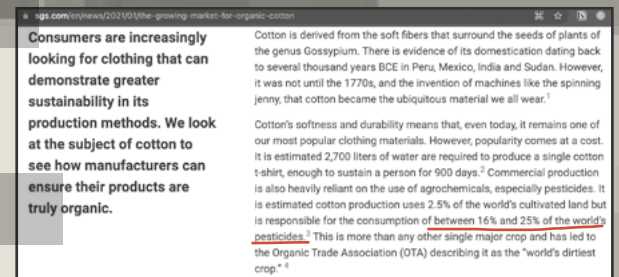 sgs.com/en/news/2021/01/the-growing-market-for-organic-cotton
Consumers are increasingly
looking for clothing that can
demonstrate greater
sustainability in its
production methods. We look
at the subject of cotton to
see how manufacturers can
ensure their products are
truly organic.
Cotton is derived from the soft fibers that surround the seeds of plants of
the genus Gossypium. There is evidence of its domestication dating back
to several thousand years BCE in Peru, Mexico, India and Sudan. However,
it was not until the 1770s, and the invention of machines like the spinning
jenny, that cotton became the ubiquitous material we all wear.1
Cotton's softness and durability means that, even today, it remains one of
our most popular clothing materials. However, popularity comes at a cost.
It is estimated 2,700 liters of water are required to produce a single cotton
t-shirt, enough to sustain a person for 900 days.2 Commercial production
is also heavily reliant on the use of agrochemicals, especially pesticides. It
is estimated cotton production uses 2.5% of the world's cultivated land but
is responsible for the consumption of between 16% and 25% of the world's
pesticides.3 This is more than any other single major crop and has led to
the Organic Trade Association (OTA) describing it as the "world's dirtiest
crop." 4